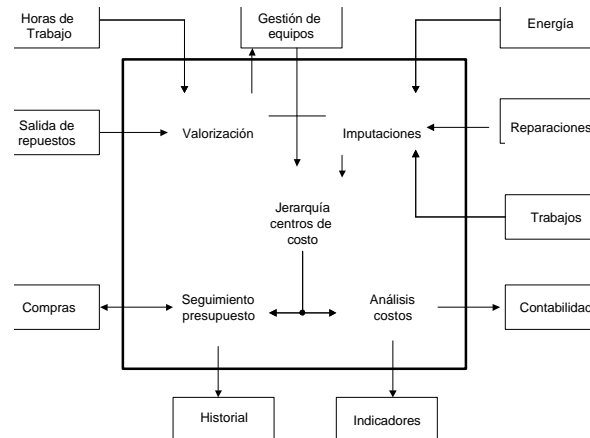 Horas de
Trabajo
Gestión de
equipos
Energía
Salida de
repuestos
Valorización
Imputaciones
Reparaciones
Jerarquía
centros de
costo
Trabajos
Compras
Seguimiento
presupuesto
Análisis
costos
Contabilidad
Historial
Indicadores